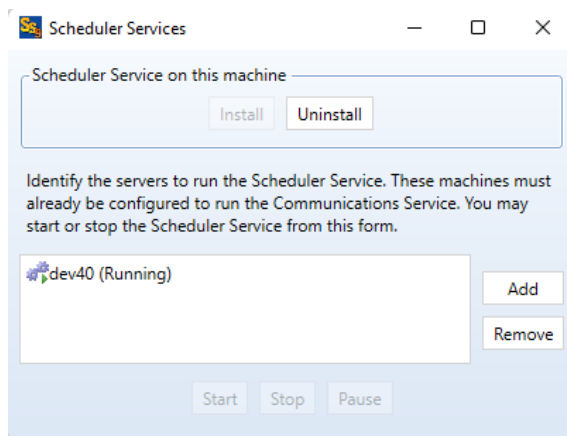 Scheduler Services
Scheduler Service on this machine
Install Uninstall
Identify the servers to run the Scheduler Service. These machines must
already be configured to run the Communications Service. You may
start or stop the Scheduler Service from this form.
dev40 (Running)
Add
Remove
Start Stop Pause